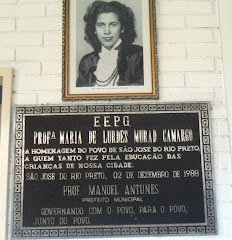 E.E.P.G.
PROFª MARIA DE LURDES MURAD CAMARGO
A HOMENAGEM DO POVO DE SÃO JOSÉ DO RIO PRETO,
A QUEM TANTO FEZ PELA EDUCAÇÃO DAS
CRIANÇAS DE NOSSA CIDADE.
SÃO JOSÉ DO RIO PRETO, 02 DE DEZEMBRO DE 1988
PROF. MANOEL ANTUNES
PREFEITO MUNICIPAL
GOVERNANDO COM O POVO, PARA O POVO,
JUNTO DO POVO.